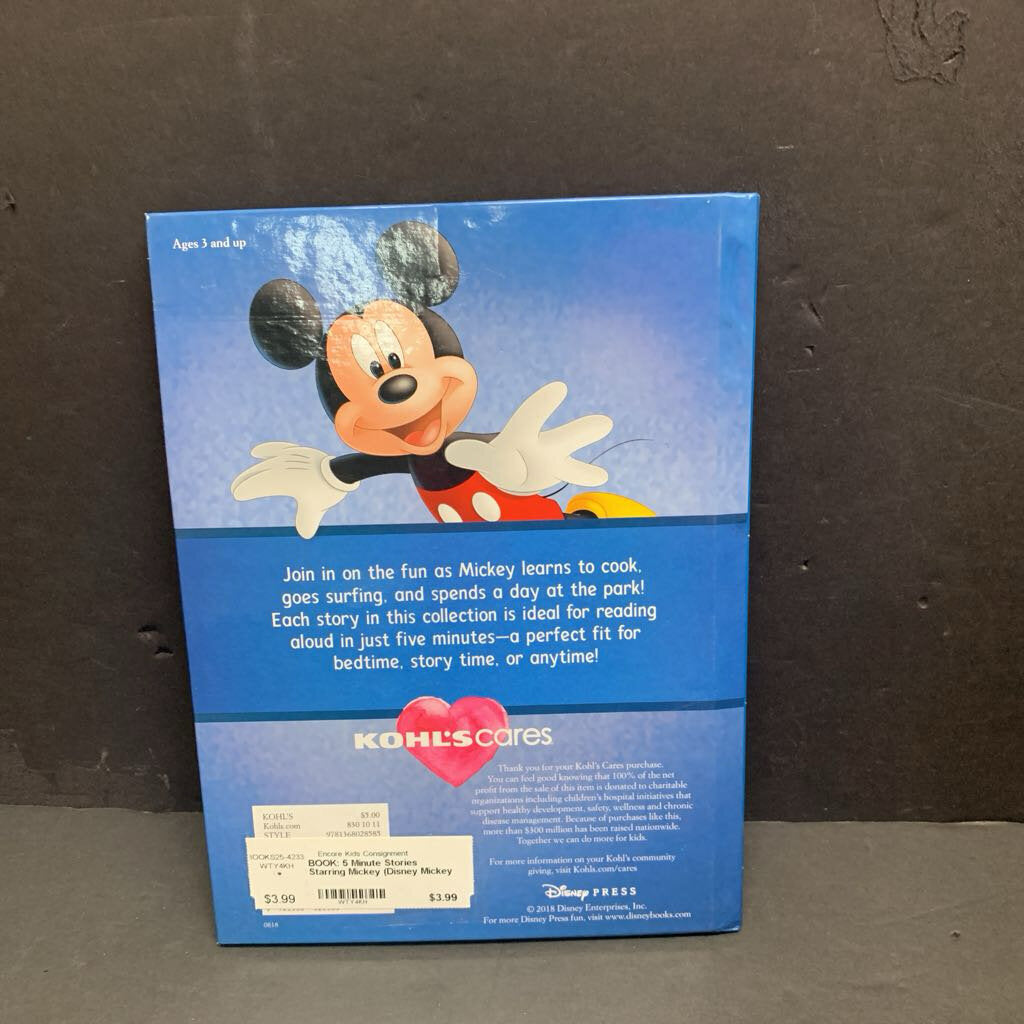 Ages 3 and up
Join in on the fun as Mickey learns to cook,
goes surfing, and spends a day at the park!
Each story in this collection is ideal for reading
aloud in just five minutes—a perfect fit for
bedtime, story time, or anytime!
KOHL'S cares
Thank you for your Kohl's Cares purchase.
You can feel good knowing that 100% of the net
profit from the sale of this item is donated to charitable
organizations including children's hospital initiatives that
support healthy development, safety, wellness and chronic
disease management. Because of purchases like this,
more than $300 million has been raised nationwide.
Together we can do more for kids.
For more information on your Kohl's community
giving, visit Kohls.com/cares
Disney PRESS
© 2018 Disney Enterprises, Inc.
For more Disney Press fun, visit www.disneybooks.com
KOHL'S $5.00
Kohls.com 830 10 11
STYLE 9781368028585
Encore Kids Consignment
WTY4KH
BOOK: 5 Minute Stories
Starring Mickey (Disney Mickey
$3.99 $3.99
WTY4KH
0818